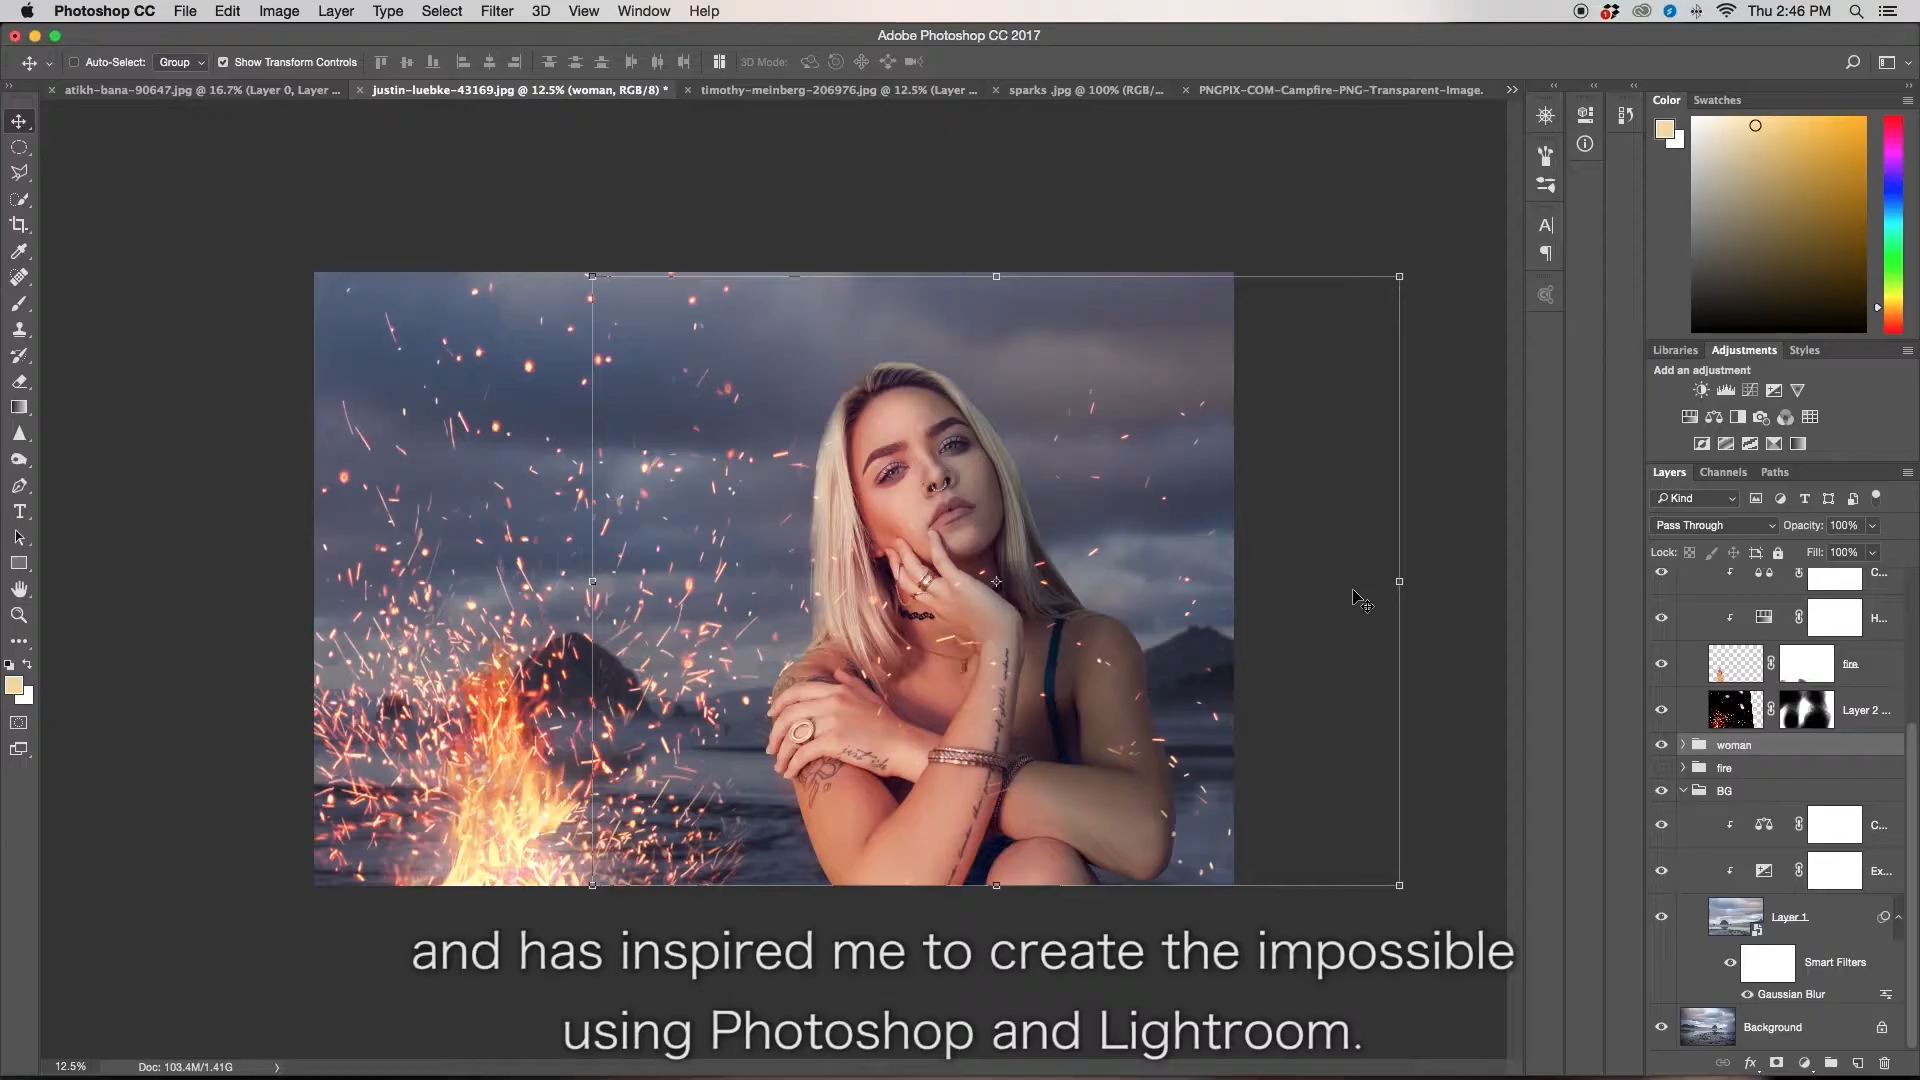 Photoshop CC File Edit Image Layer Type Select Filter 3D View Window Help Thu 2:46 PM
Adobe Photoshop CC 2017
Auto-Select: Group Show Transform Controls 3D Mode:
atikh-bana-90647.jpg @ 16.7% (Layer 0, Layer ... justin-luebke-43169.jpg @ 12.5% (woman, RGB/8) * timothy-meinberg-206976.jpg @ 12.5% (Layer ... sparks .jpg @ 100% (RGB/... PNGPIX-COM-Campfire-PNG-Transparent-Image.
Color Swatches
Libraries Adjustments Styles
Add an adjustment
Layers Channels Paths
Kind
Pass Through Opacity: 100%
Lock: Fill: 100%
C...
H...
fire
Layer 2 ...
woman
fire
BG
C...
Ex...
Layer 1
Smart Filters
Gaussian Blur
Background
and has inspired me to create the impossible
using Photoshop and Lightroom.
12.5% Doc: 103.4M/1.41G